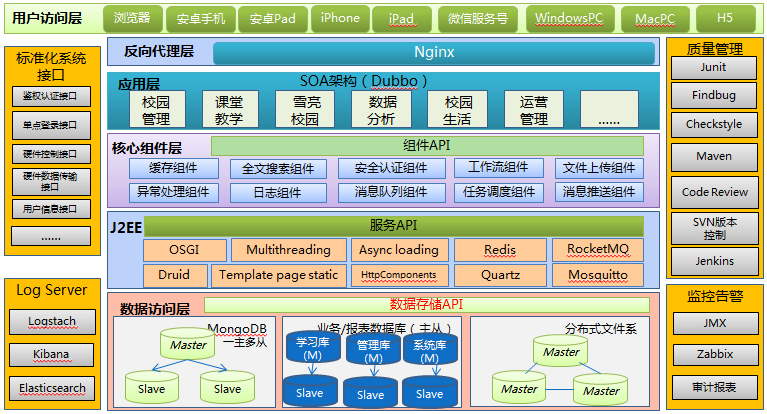 用户访问层
浏览器
安卓手机
安卓Pad
iPhone
iPad
微信服务号
WindowsPC
MacPC
H5
标准化系统
接口
鉴权认证接口
单点登录接口
硬件控制接口
硬件数据传输
接口
用户信息接口
......
Log Server
Logstach
Kibana
Elasticsearch
反向代理层
Nginx
应用层
SOA架构（Dubbo）
校园
管理
课堂
教学
雪亮
校园
数据
分析
校园
生活
运营
管理
......
核心组件层
组件API
缓存组件
全文搜索组件
安全认证组件
工作流组件
文件上传组件
异常处理组件
日志组件
消息队列组件
任务调度组件
消息推送组件
J2EE
服务API
OSGI
Multithreading
Async loading
Redis
RocketMQ
Druid
Template page static
HttpComponents
Quartz
Mosquitto
数据访问层
数据存储API
MongoDB
一主多从
Master
Slave
Slave
业务/报表数据库（主从）
学习库
(M)
管理库
(M)
系统库
(M)
Slave
Slave
Slave
分布式文件系
Master
Master
Master
质量管理
Junit
Findbug
Checkstyle
Maven
Code Review
SVN版本
控制
Jenkins
监控告警
JMX
Zabbix
审计报表